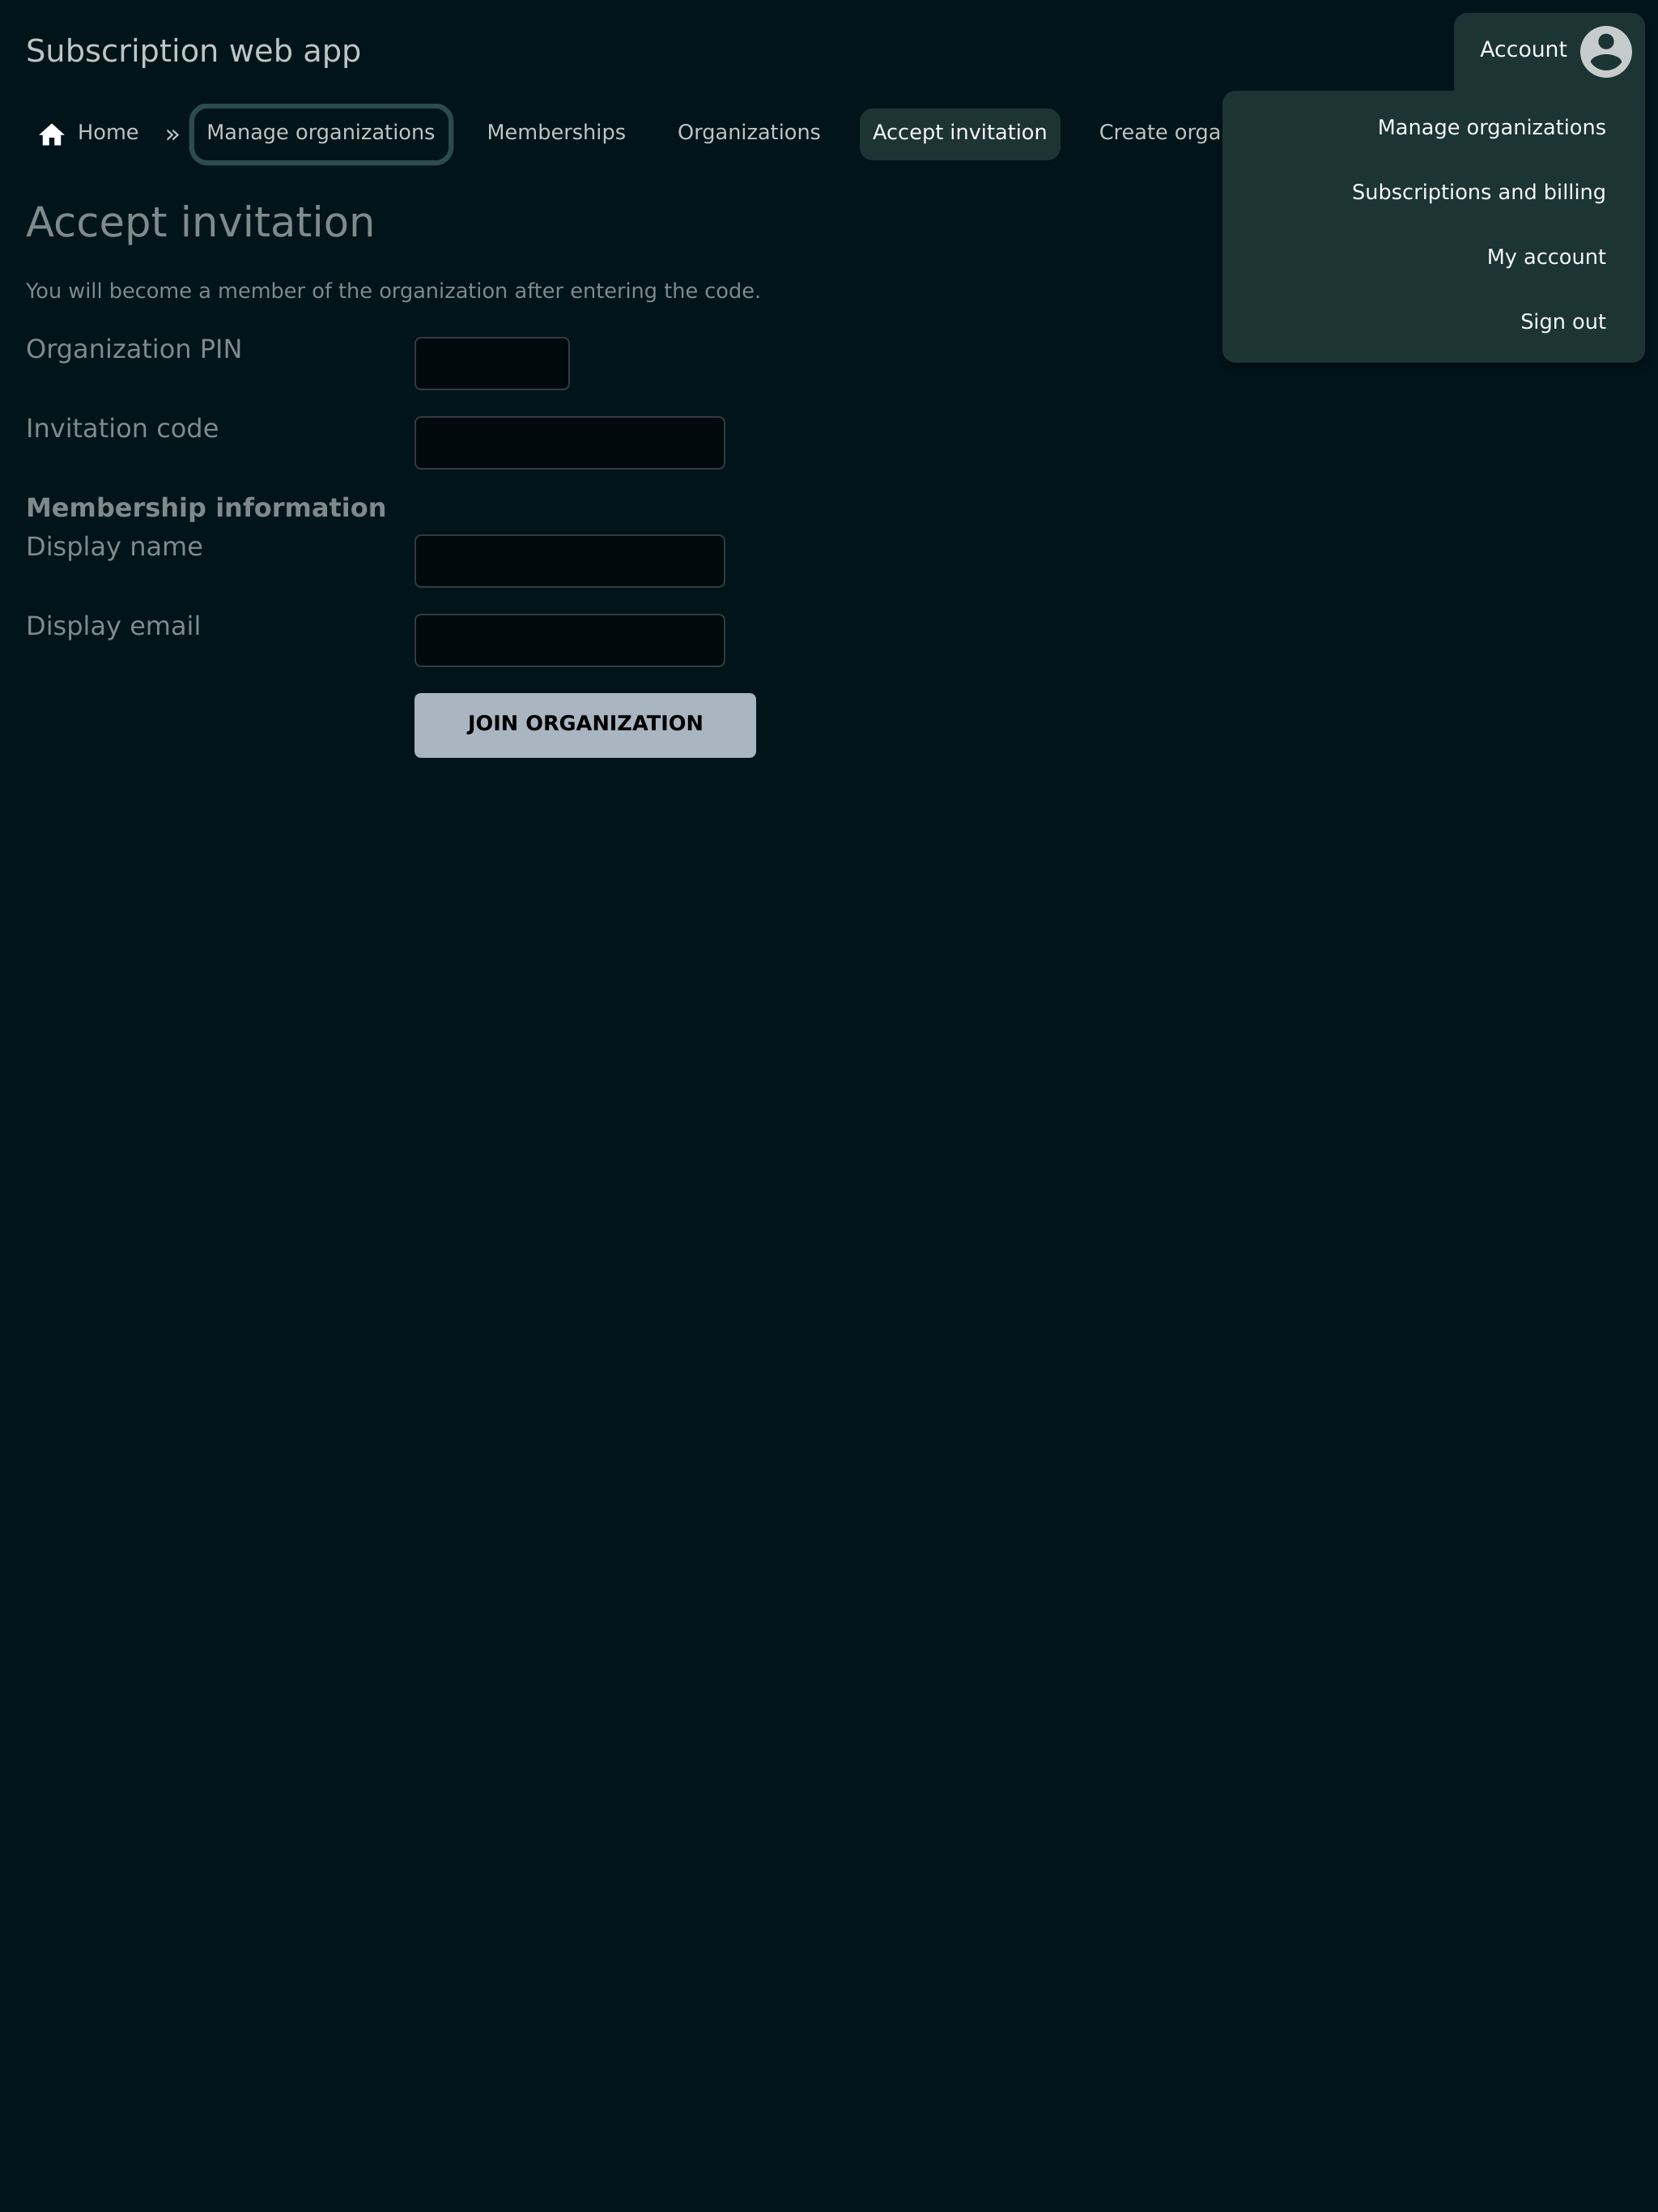 Subscription web app
Account
Home » Manage organizations Memberships Organizations Accept invitation Create orga
Manage organizations
Subscriptions and billing
My account
Sign out
Accept invitation
You will become a member of the organization after entering the code.
Organization PIN
Invitation code
Membership information
Display name
Display email
JOIN ORGANIZATION